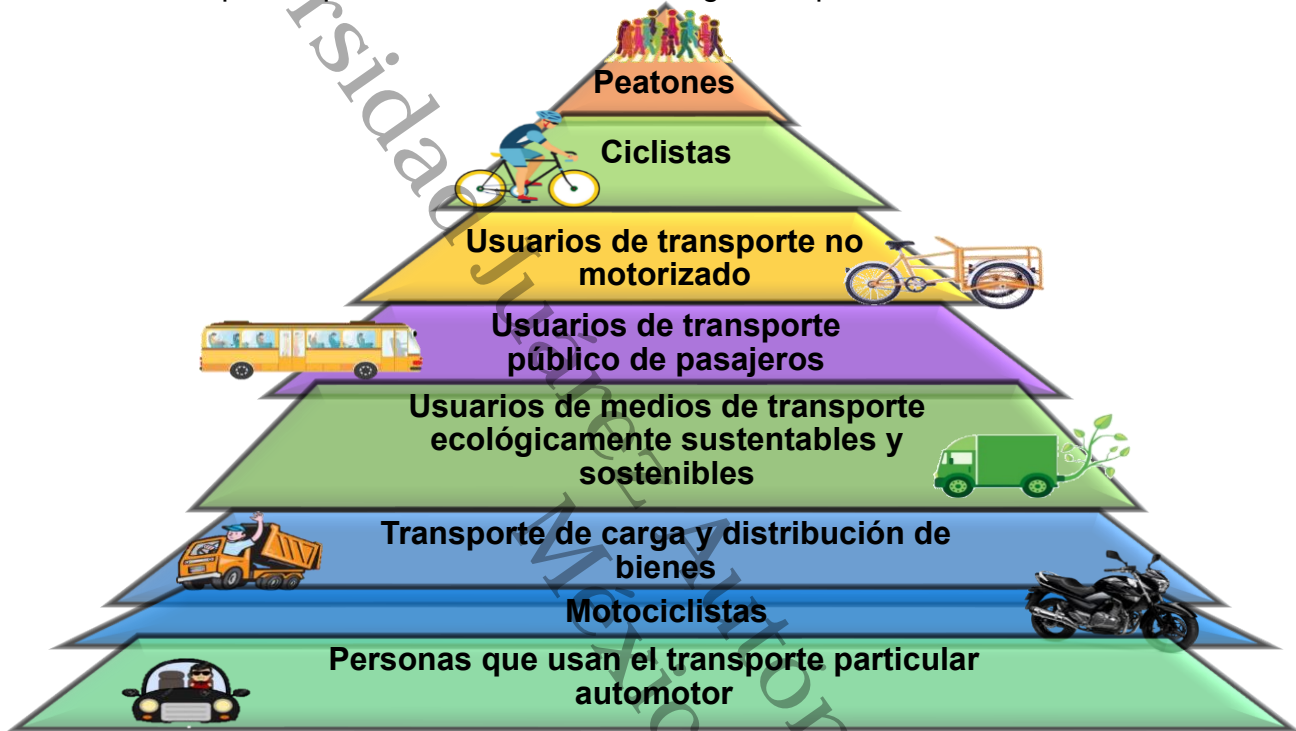 Peatones
Ciclistas
Usuarios de transporte no
motorizado
Usuarios de transporte
público de pasajeros
Usuarios de medios de transporte
ecológicamente sustentables y
sostenibles
Transporte de carga y distribución de
bienes
Motociclistas
Personas que usan el transporte particular
automotor
Juárez